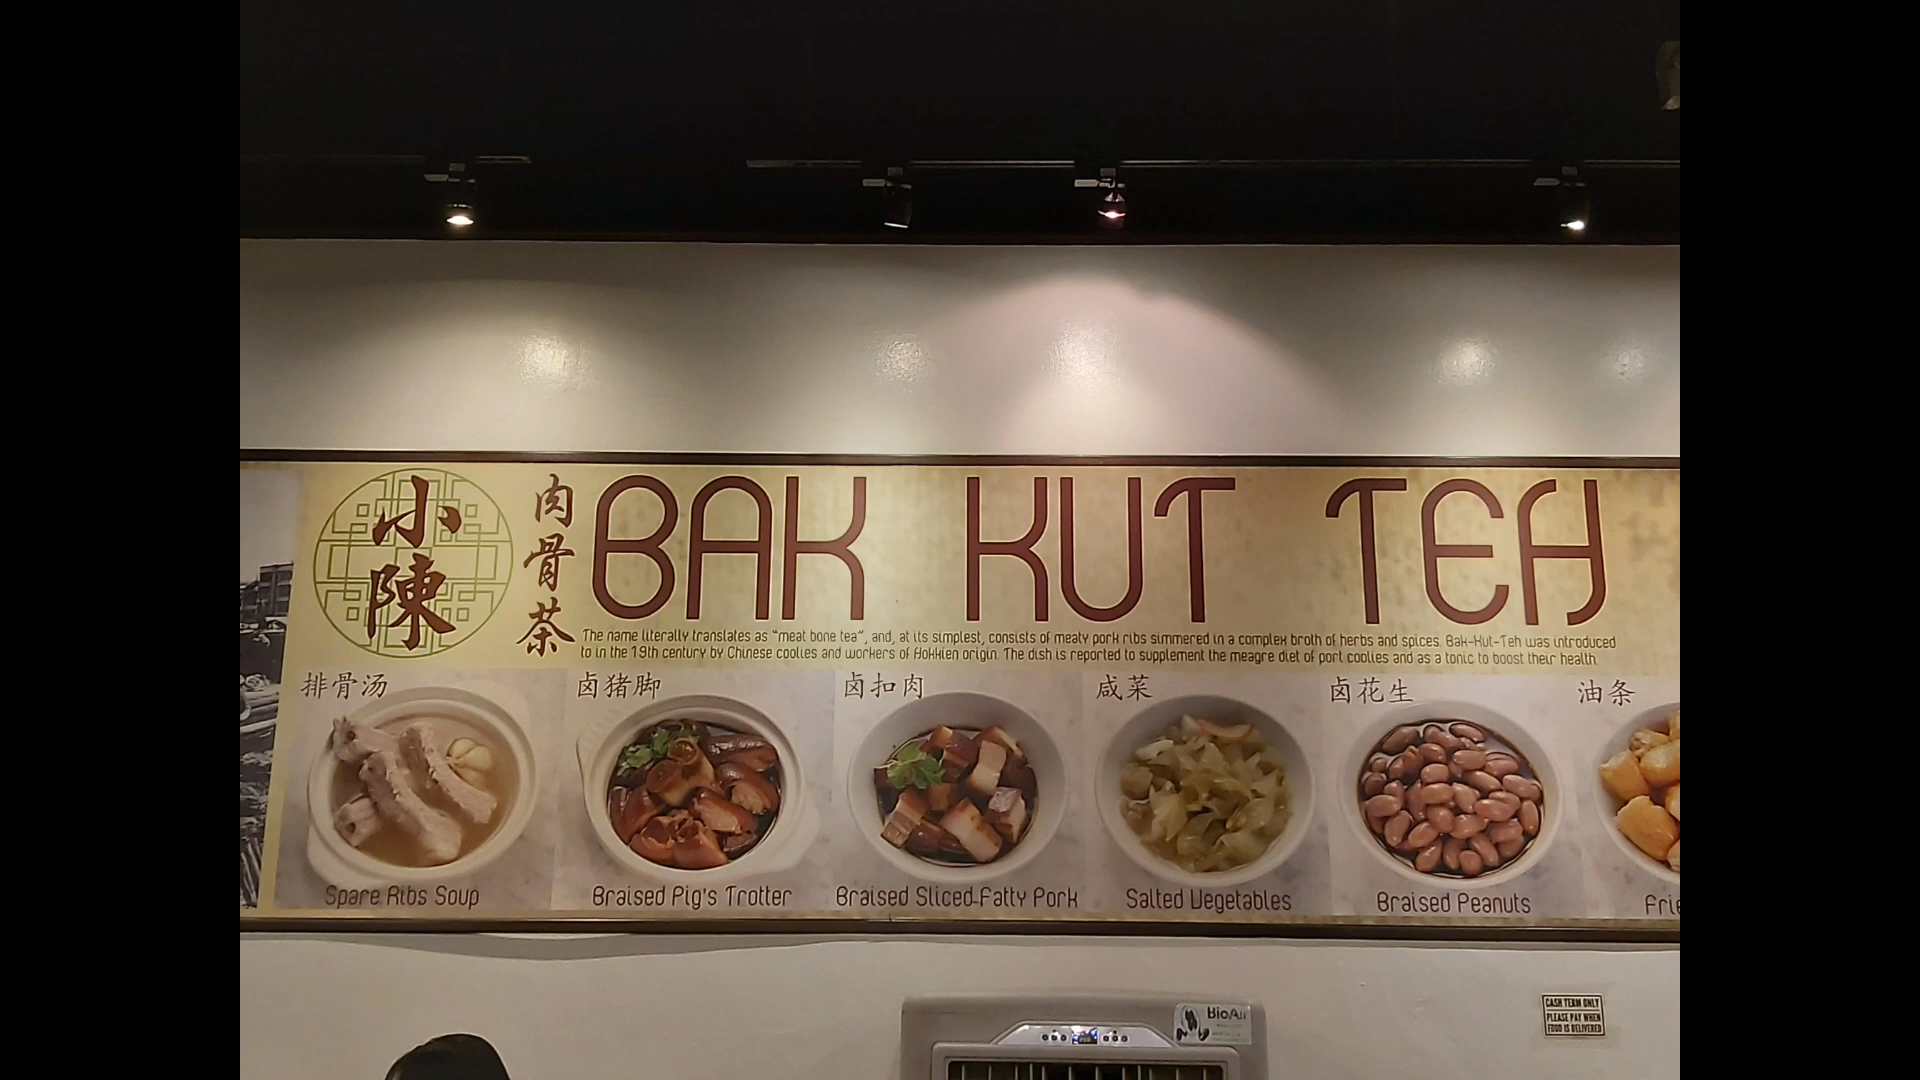 小陳
肉骨茶
BAK KUT TEH
The name literally translates as "meat bone tea", and, at its simplest, consists of meaty pork ribs simmered in a complex broth of herbs and spices. Bak-Kut-Teh was introduced
to in the 19th century by Chinese coolies and workers of Hokkien origin. The dish is reported to supplement the meagre diet of port coolies and as a tonic to boost their health.
排骨汤
卤猪脚
卤扣肉
咸菜
卤花生
油条
Spare Ribs Soup
Braised Pig's Trotter
Braised Sliced Fatty Pork
Salted Vegetables
Braised Peanuts
Frie
BioAir
CASH TERM ONLY
PLEASE PAY WHEN
FOOD IS DELIVERED